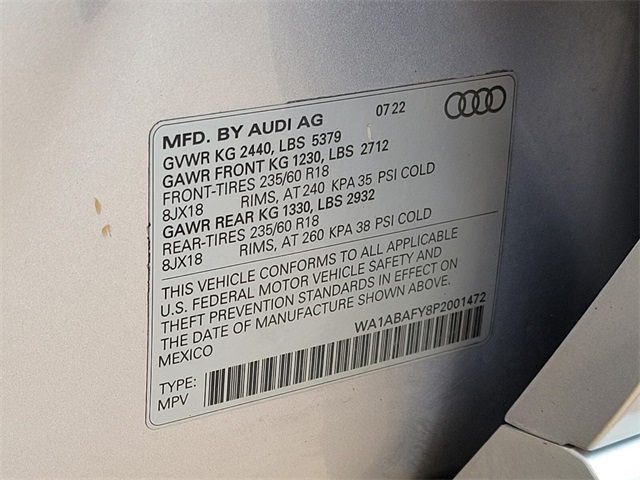 MFD. BY AUDI AG 07 22
GVWR KG 2440, LBS 5379
GAWR FRONT KG 1230, LBS 2712
FRONT-TIRES 235/60 R18
8JX18 RIMS, AT 240 KPA 35 PSI COLD
GAWR REAR KG 1330, LBS 2932
REAR-TIRES 235/60 R18
8JX18 RIMS, AT 260 KPA 38 PSI COLD
THIS VEHICLE CONFORMS TO ALL APPLICABLE
U.S. FEDERAL MOTOR VEHICLE SAFETY AND
THEFT PREVENTION STANDARDS IN EFFECT ON
THE DATE OF MANUFACTURE SHOWN ABOVE.
MEXICO WA1ABAFY8P2001472
TYPE:
MPV